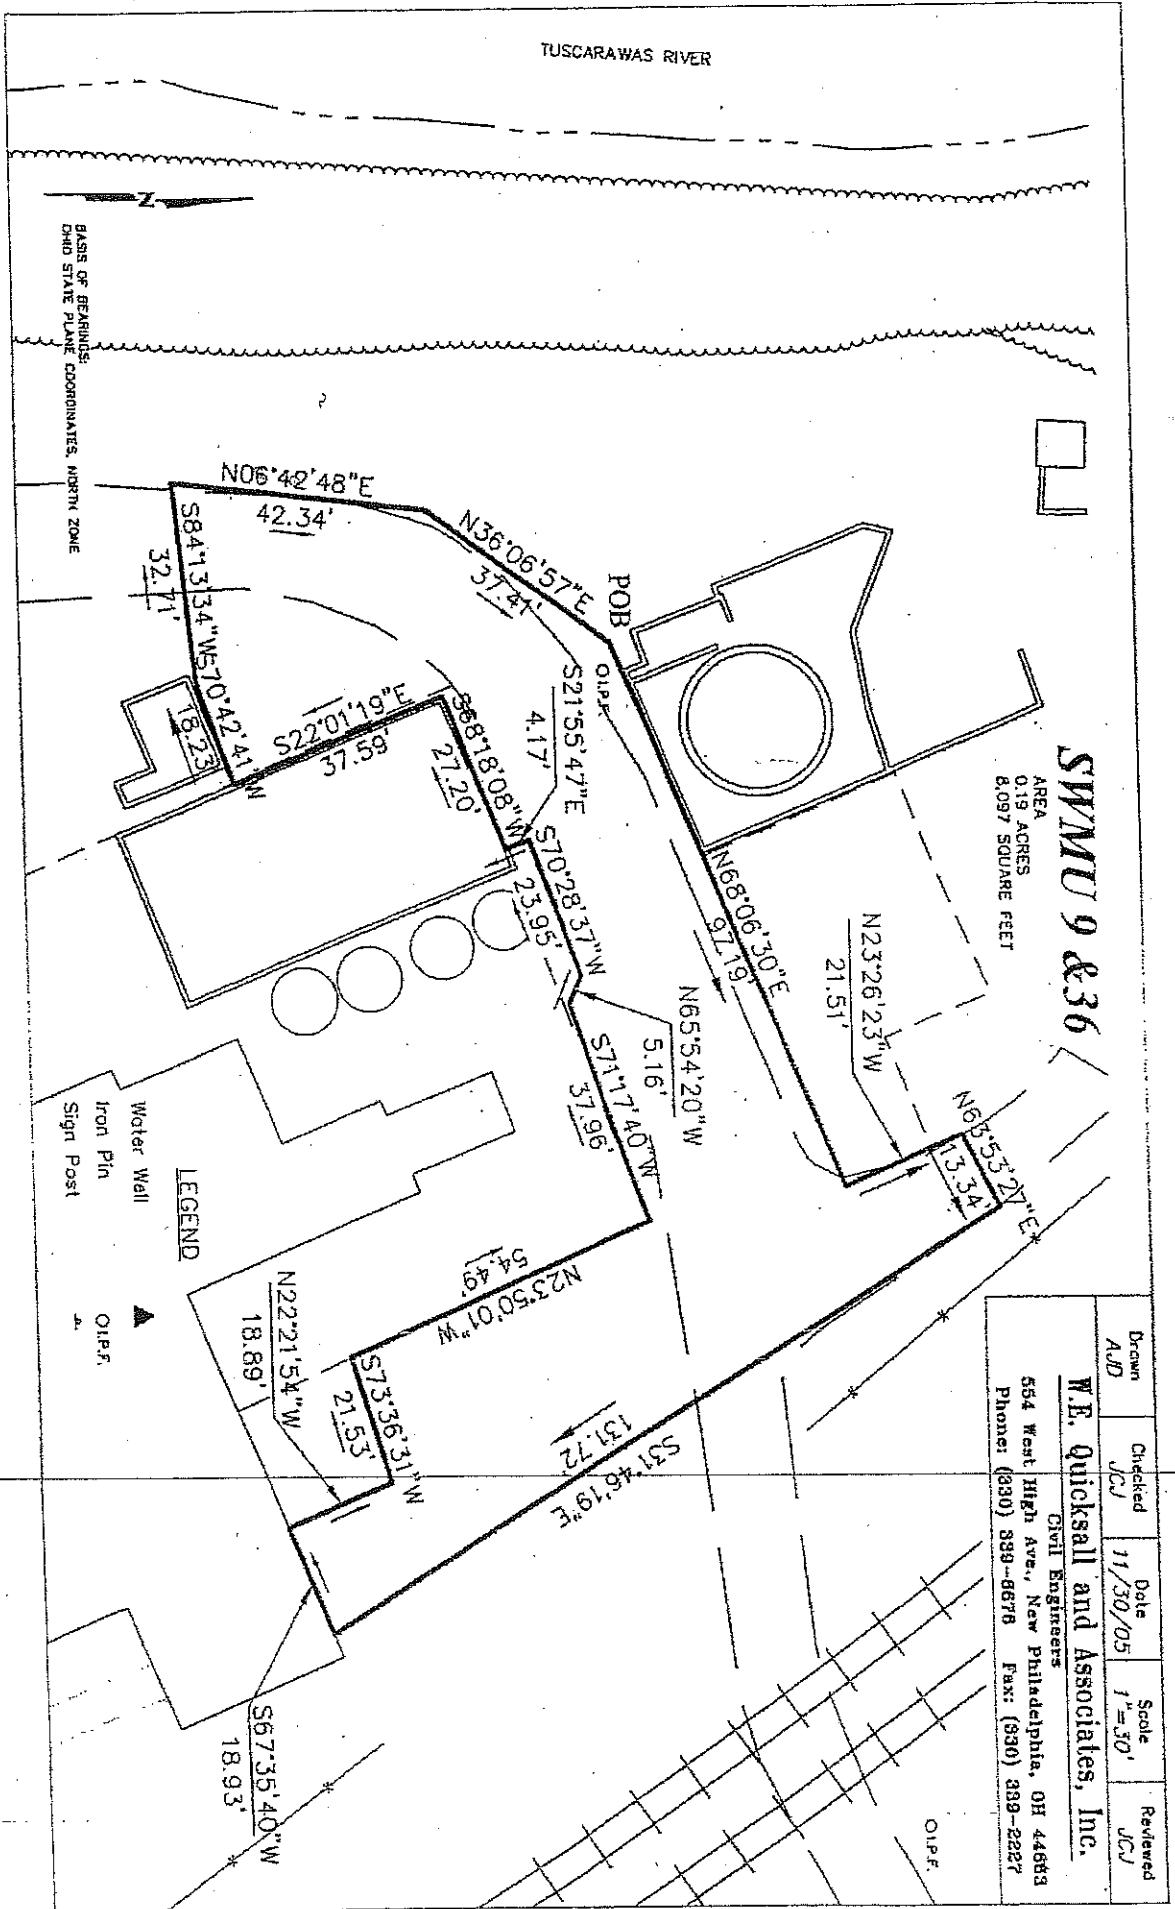 TUSCARAWAS RIVER
N
BASIS OF BEARINGS:
OHIO STATE PLANE COORDINATES, NORTH ZONE
SWMU 9 & 36
AREA
0.19 ACRES
8,097 SQUARE FEET
POB
O I.P.F.
N06°42'48"E
42.34'
N36°06'57"E
37.41'
N68°06'30"E
97.19'
N23°26'23"W
21.51'
N63°53'27"E
13.34'
S31°46'19"E
131.72'
S67°35'40"W
18.93'
N22°21'54"W
18.89'
S73°36'31"W
21.53'
N23°50'01"W
54.49'
S71°17'40"W
37.96'
N65°54'20"W
5.16'
S70°28'37"W
23.95'
S21°55'47"E
4.17'
S68°18'08"W
27.20'
S22°01'19"E
37.59'
S70°42'41"W
18.23'
S84°13'34"W
32.71'
LEGEND
Water Well
Iron Pin O I.P.F.
Sign Post
O I.P.F.
Drawn Checked Date Scale Reviewed
AJD JCJ 11/30/05 1"=30' JCJ
W.E. Quicksall and Associates, Inc.
Civil Engineers
554 West High Ave., New Philadelphia, OH 44663
Phone: (330) 339-6676 Fax: (330) 339-2227